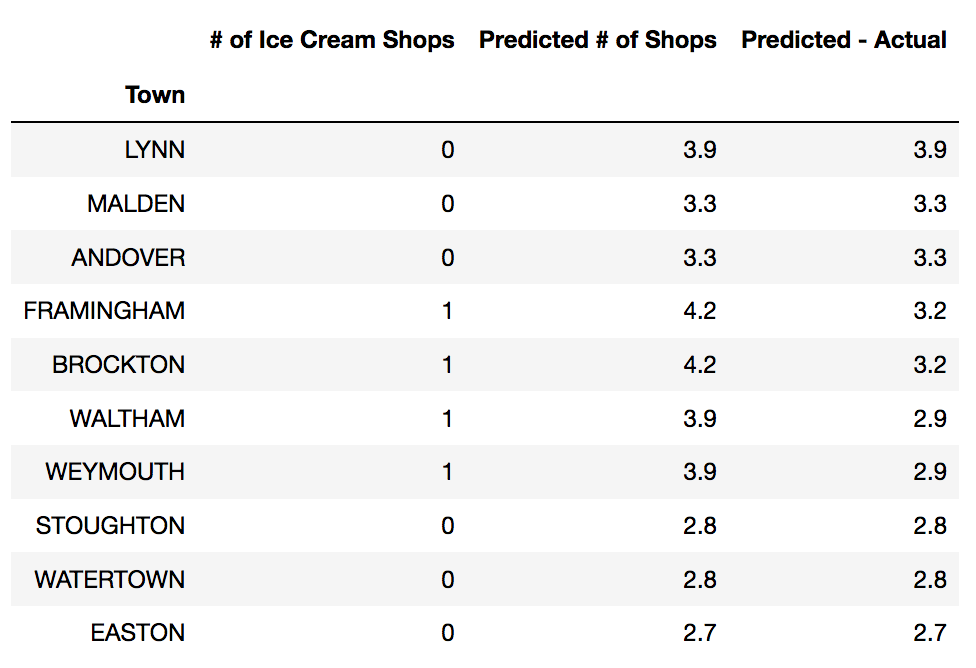 # of Ice Cream Shops Predicted # of Shops Predicted - Actual
Town
LYNN 0 3.9 3.9
MALDEN 0 3.3 3.3
ANDOVER 0 3.3 3.3
FRAMINGHAM 1 4.2 3.2
BROCKTON 1 4.2 3.2
WALTHAM 1 3.9 2.9
WEYMOUTH 1 3.9 2.9
STOUGHTON 0 2.8 2.8
WATERTOWN 0 2.8 2.8
EASTON 0 2.7 2.7